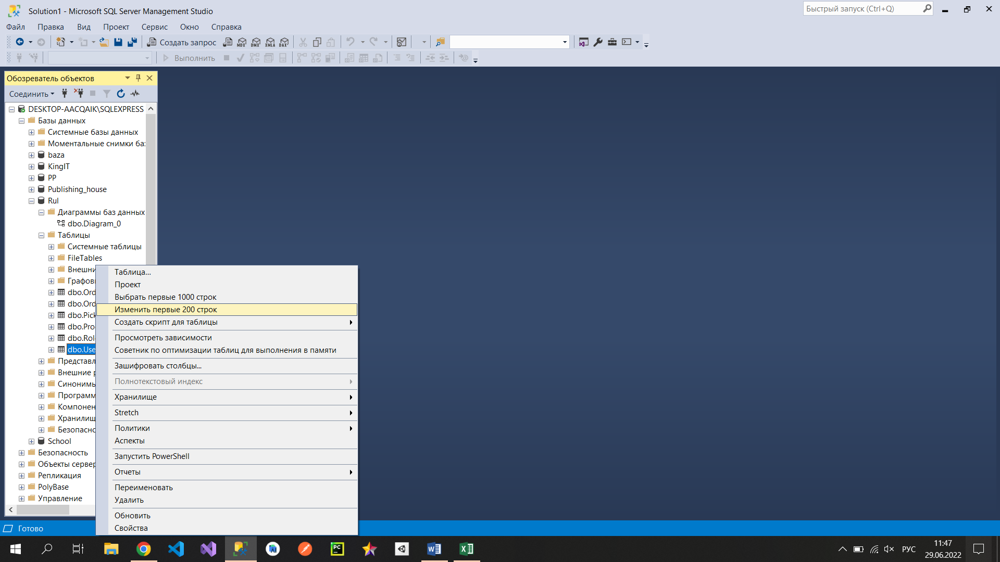 Solution1 - Microsoft SQL Server Management Studio
Быстрый запуск (Ctrl+Q)
Файл Правка Вид Проект Сервис Окно Справка
Создать запрос MDX DMX XMLA DAX
Выполнить
Обозреватель объектов
Соединить
DESKTOP-AACQAIK\SQLEXPRESS
Базы данных
Системные базы данных
Моментальные снимки ба
baza
KingIT
PP
Publishing_house
Rul
Диаграммы баз данных
dbo.Diagram_0
Таблицы
Системные таблицы
FileTables
Внешни
Графов
dbo.Ord
dbo.Ord
dbo.Pick
dbo.Pro
dbo.Rol
dbo.Use
Представл
Внешние р
Синонимы
Программ
Компонен
Хранилищ
Безопасно
School
Безопасность
Объекты сервер
Репликация
PolyBase
Управление
Таблица...
Проект
Выбрать первые 1000 строк
Изменить первые 200 строк
Создать скрипт для таблицы
Просмотреть зависимости
Советник по оптимизации таблиц для выполнения в памяти
Зашифровать столбцы...
Полнотекстовый индекс
Хранилище
Stretch
Политики
Аспекты
Запустить PowerShell
Отчеты
Переименовать
Удалить
Обновить
Свойства
Готово
РУС
11:47
29.06.2022